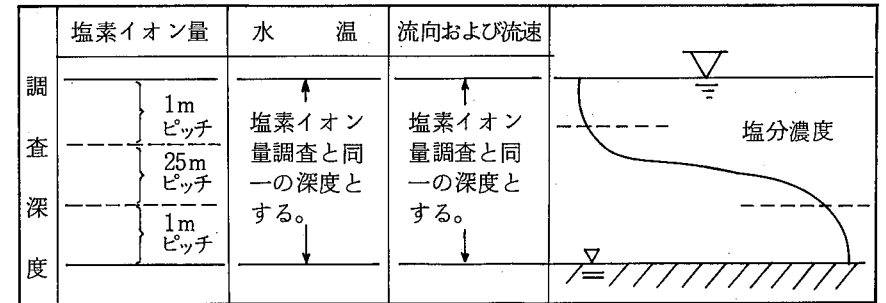 塩素イオン量
水温
流向および流速
調査深度
1m
ピッチ
25m
ピッチ
1m
ピッチ
塩素イオン
量調査と同
一の深度と
する。
塩素イオン
量調査と同
一の深度と
する。
塩分濃度